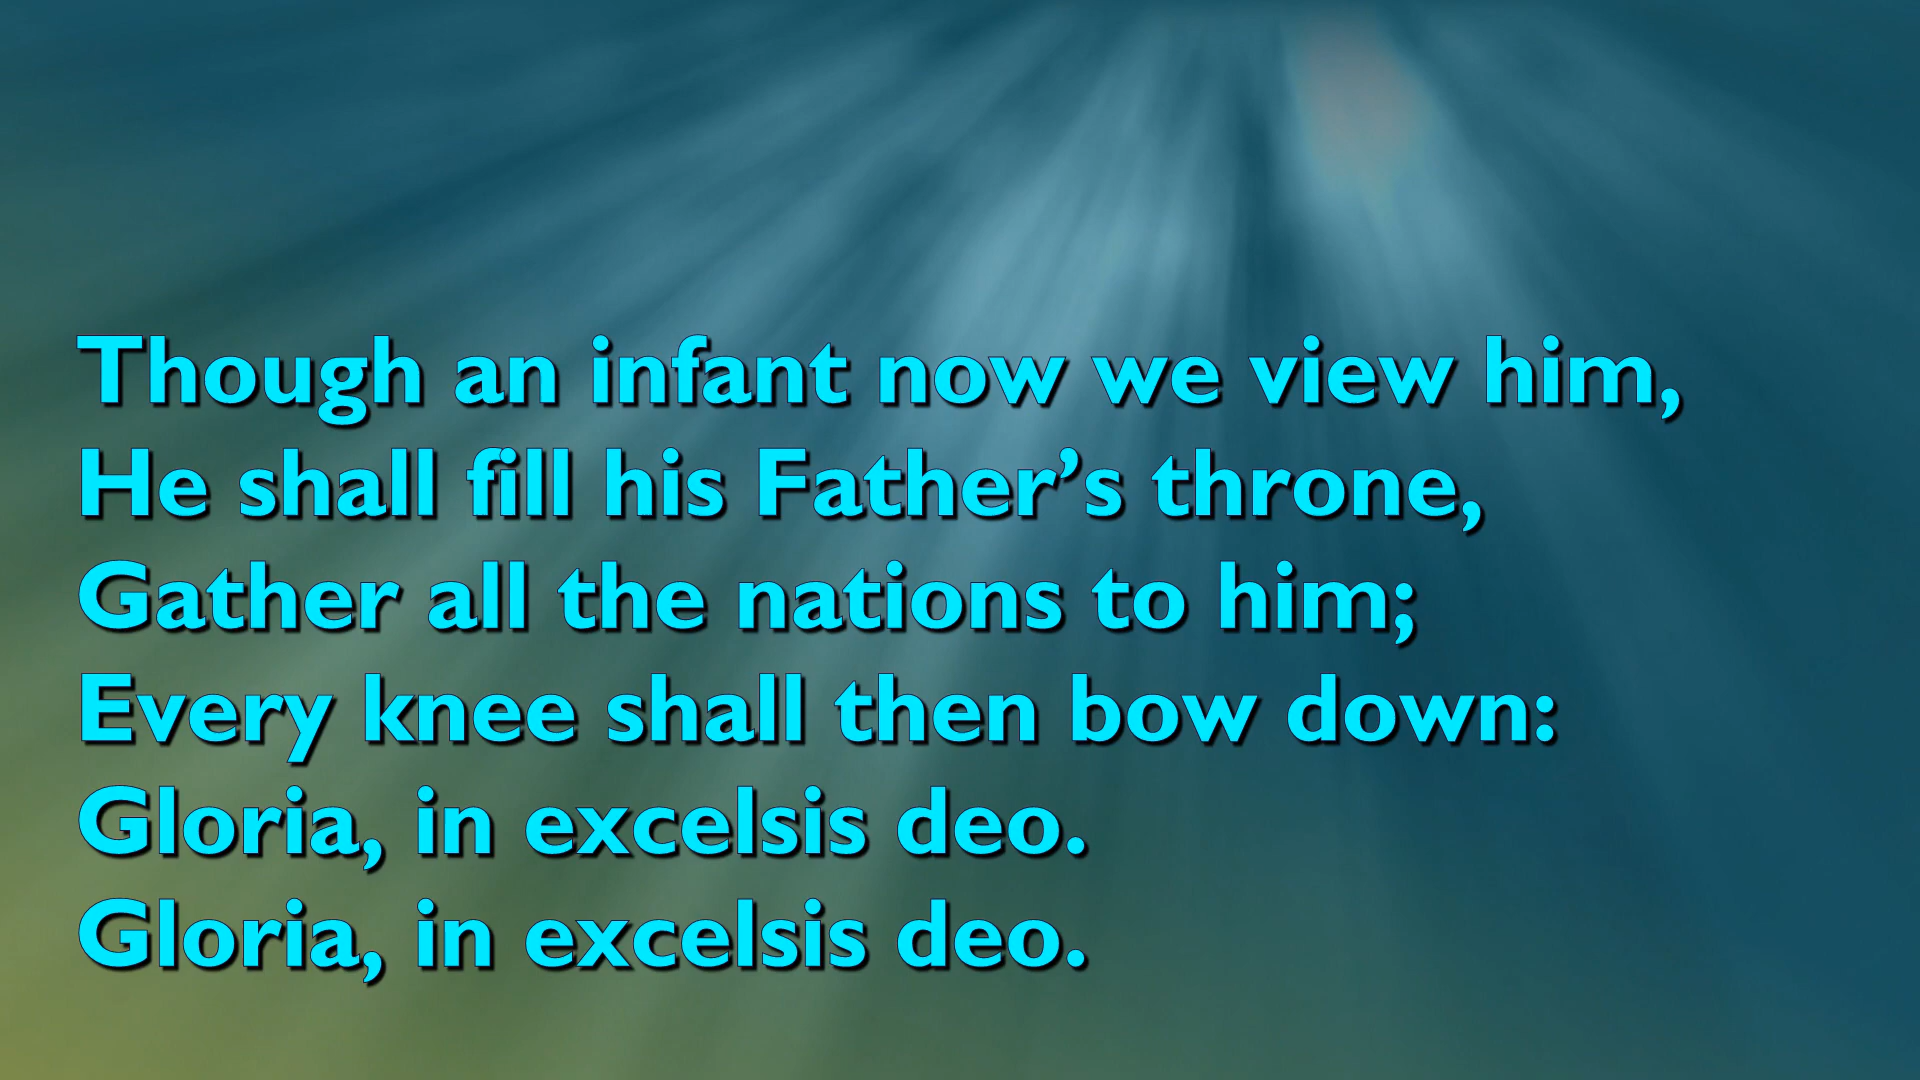 Though an infant now we view him,
He shall fill his Father’s throne,
Gather all the nations to him;
Every knee shall then bow down:
Gloria, in excelsis deo.
Gloria, in excelsis deo.